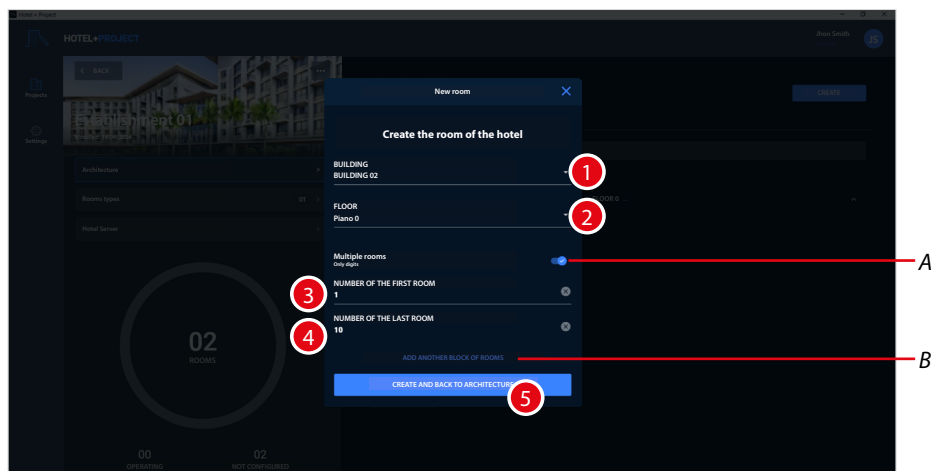 Hotel + Project
HOTEL+PROJECT
Jhon Smith
JS
BACK
Projects
Settings
Establishment 01
CREATE
Architecture
Rooms types
01
Hotel Server
FLOOR 0
02
ROOMS
00
OPERATING
02
NOT CONFIGURED
New room
Create the room of the hotel
BUILDING
BUILDING 02
1
FLOOR
Piano 0
2
Multiple rooms
Only digits
A
NUMBER OF THE FIRST ROOM
1
3
NUMBER OF THE LAST ROOM
10
4
ADD ANOTHER BLOCK OF ROOMS
B
CREATE AND BACK TO ARCHITECTURE
5